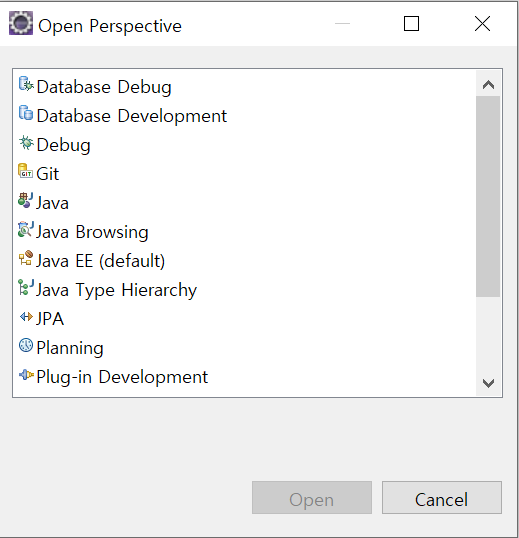 Open Perspective
Database Debug
Database Development
Debug
Git
Java
Java Browsing
Java EE (default)
Java Type Hierarchy
JPA
Planning
Plug-in Development
Open
Cancel